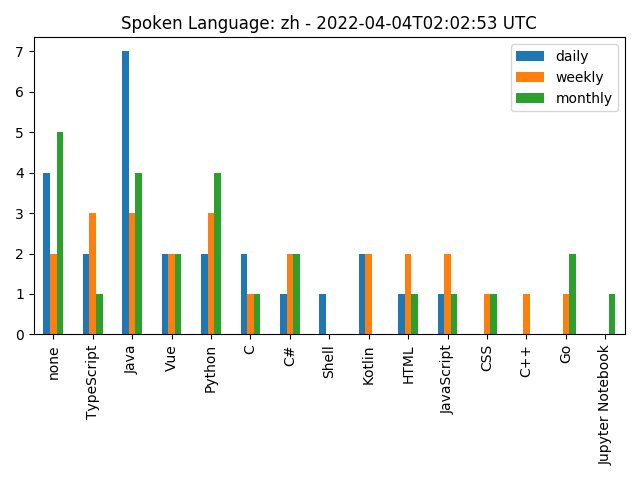 Spoken Language: zh - 2022-04-04T02:02:53 UTC
daily
weekly
monthly
7
6
5
4
3
2
1
0
none
TypeScript
Java
Vue
Python
C
C#
Shell
Kotlin
HTML
JavaScript
CSS
C++
Go
Jupyter Notebook